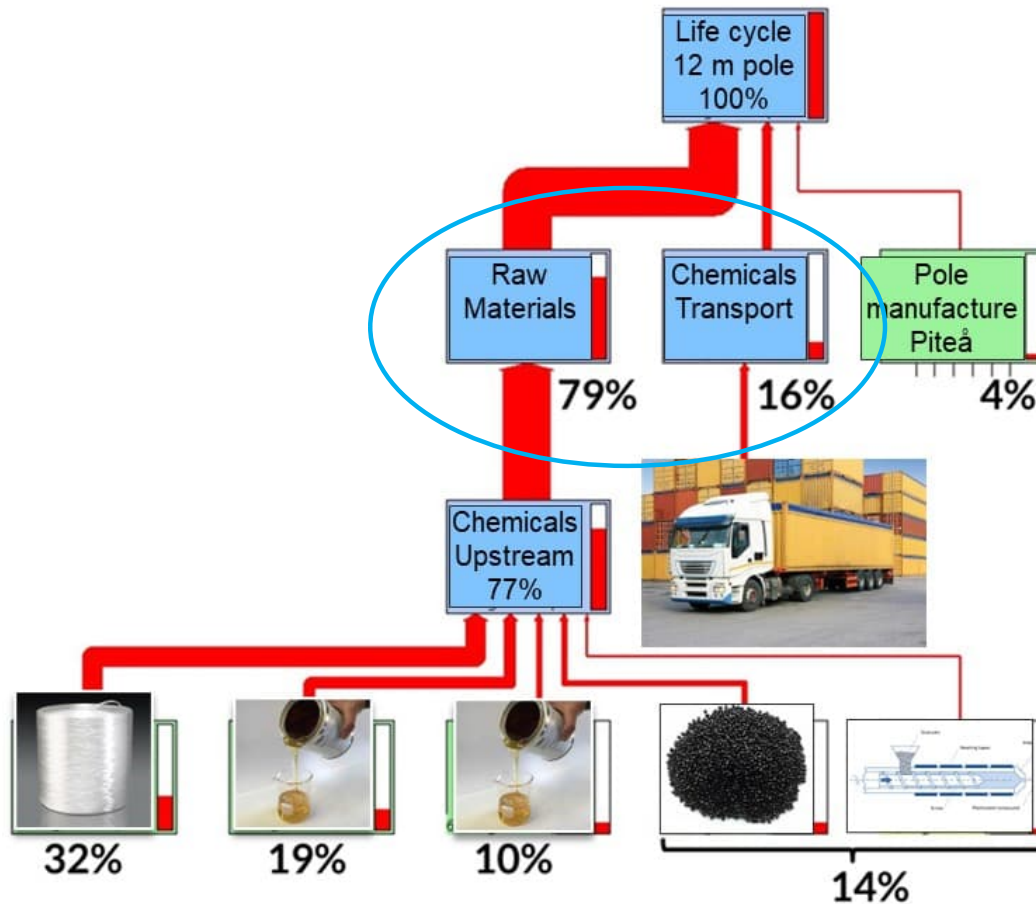 Life cycle
12 m pole
100%
Raw
Materials
Chemicals
Transport
Pole
manufacture
Piteå
79%
16%
4%
Chemicals
Upstream
77%
32%
19%
10%
14%